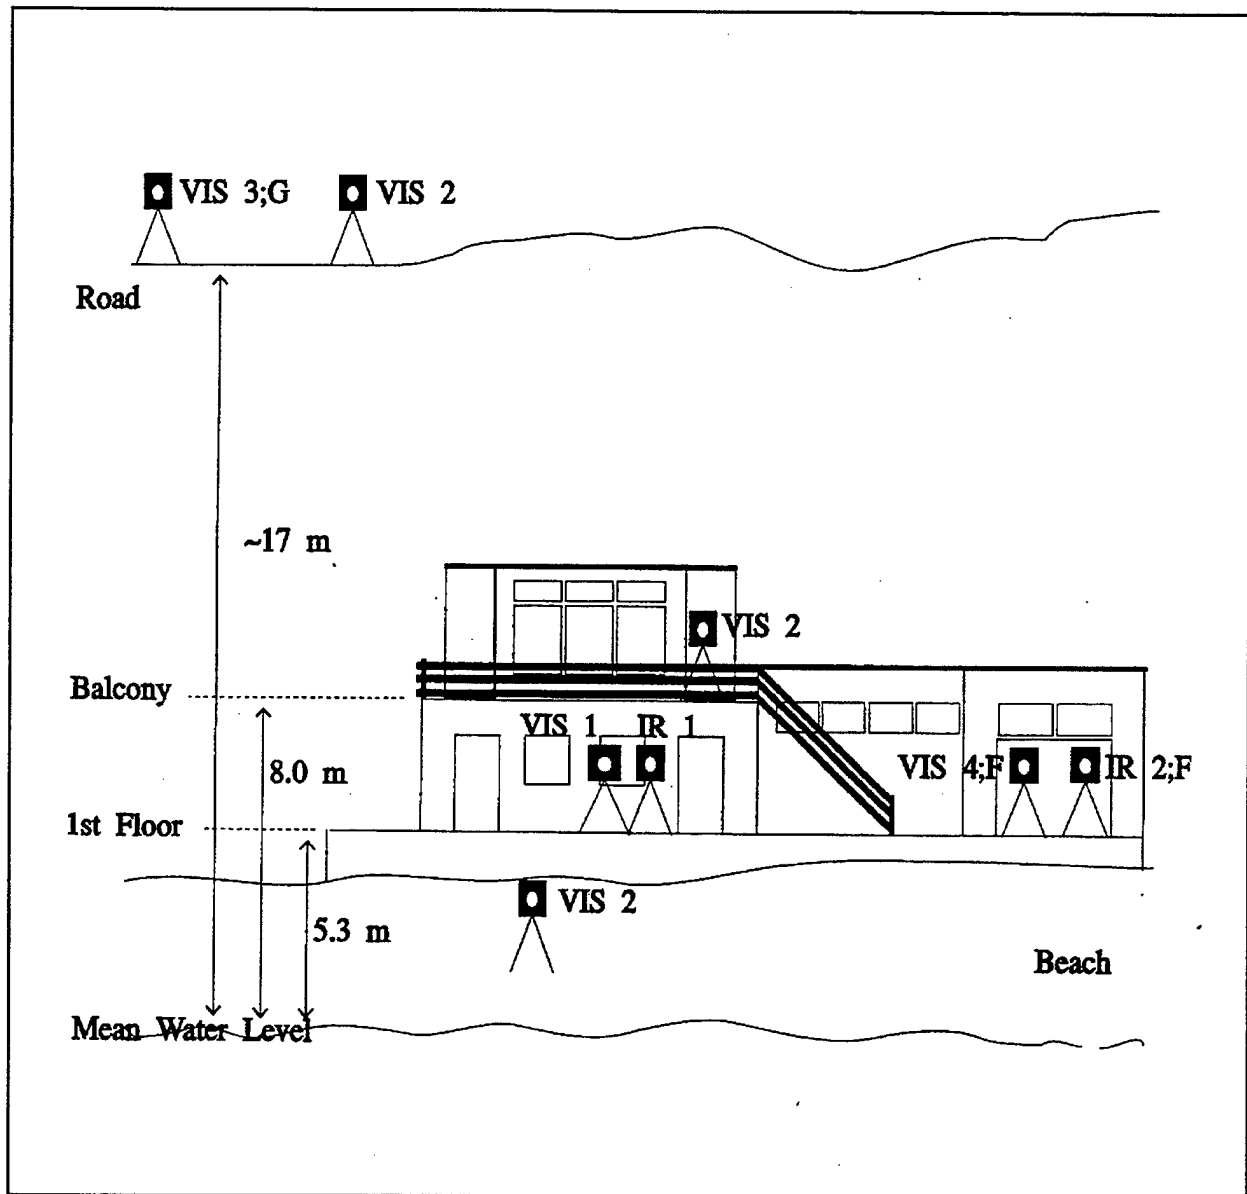 VIS 3;G
VIS 2
Road
~17 m
VIS 2
Balcony
VIS 1
IR 1
8.0 m
VIS 4;F
IR 2;F
1st Floor
VIS 2
5.3 m
Beach
Mean Water Level